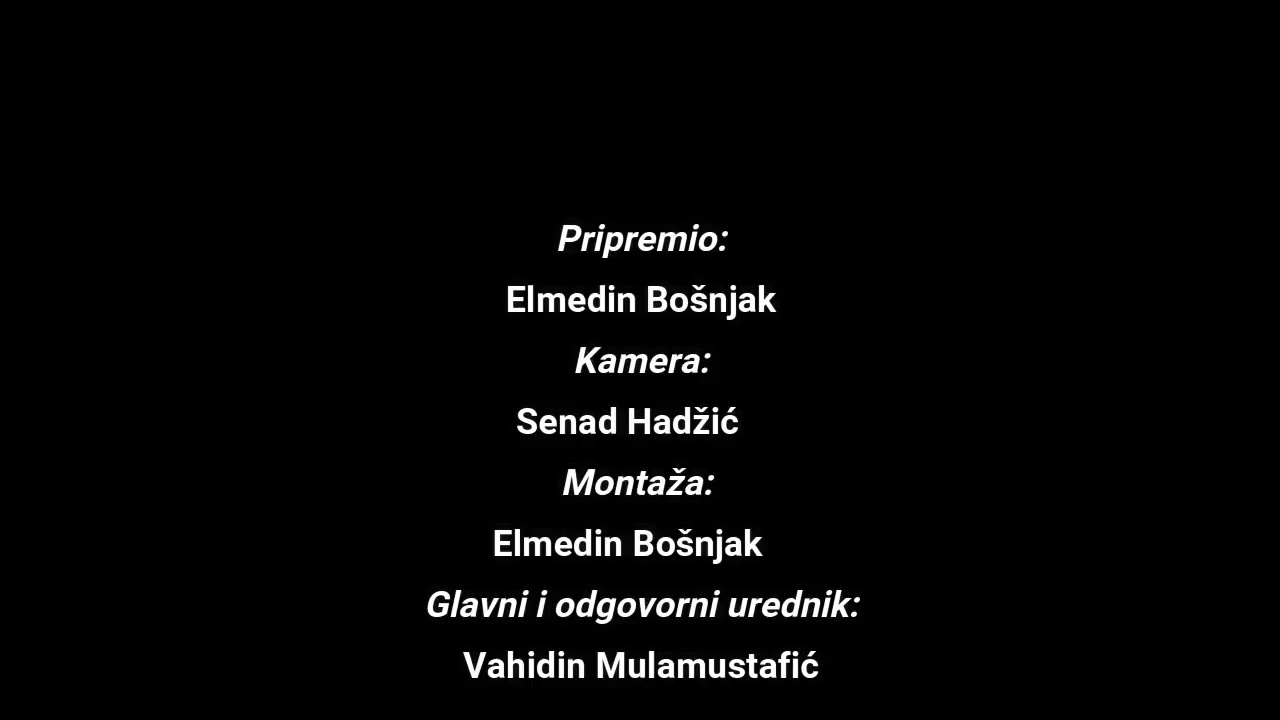 Pripremio:
Elmedin Bošnjak
Kamera:
Senad Hadžić
Montaža:
Elmedin Bošnjak
Glavni i odgovorni urednik:
Vahidin Mulamustafić